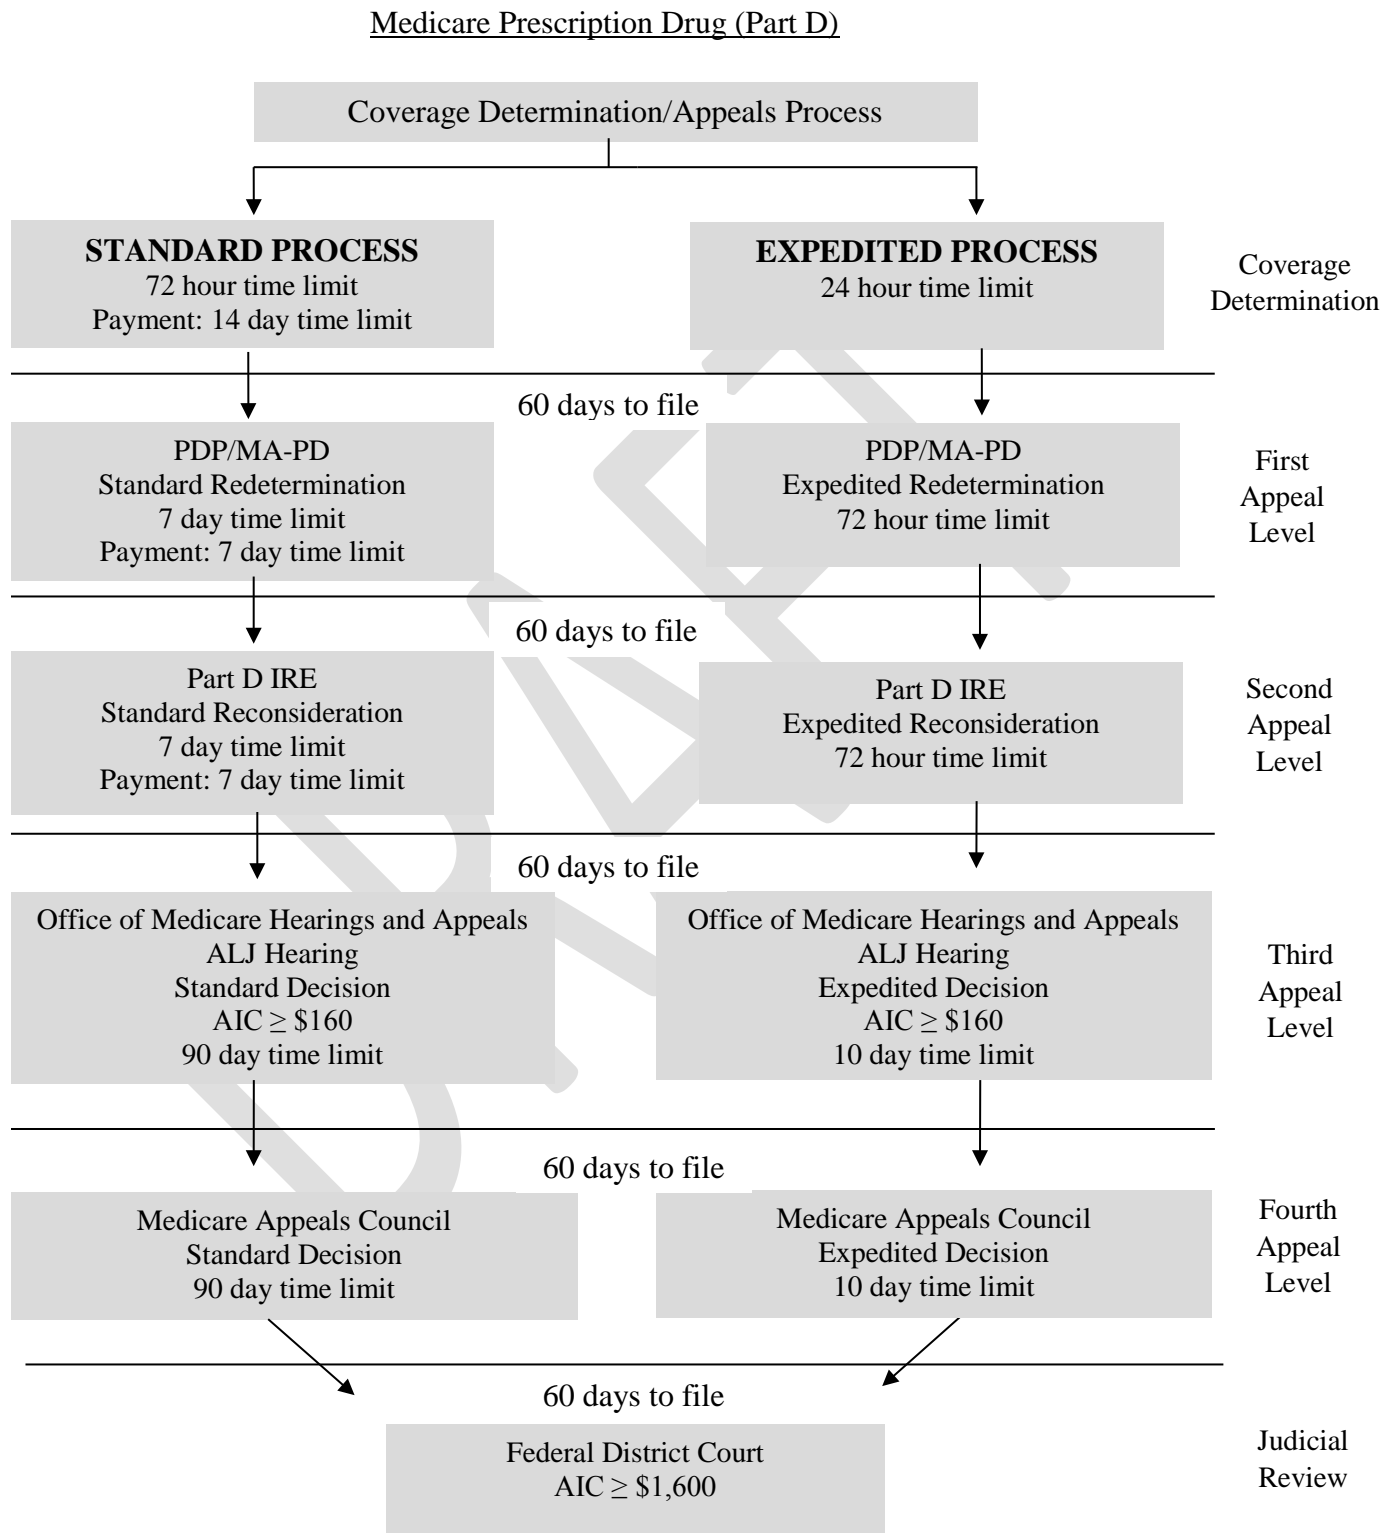 Medicare Prescription Drug (Part D)
Coverage Determination/Appeals Process
STANDARD PROCESS
72 hour time limit
Payment: 14 day time limit
EXPEDITED PROCESS
24 hour time limit
Coverage
Determination
60 days to file
PDP/MA-PD
Standard Redetermination
7 day time limit
Payment: 7 day time limit
PDP/MA-PD
Expedited Redetermination
72 hour time limit
First
Appeal
Level
60 days to file
Part D IRE
Standard Reconsideration
7 day time limit
Payment: 7 day time limit
Part D IRE
Expedited Reconsideration
72 hour time limit
Second
Appeal
Level
60 days to file
Office of Medicare Hearings and Appeals
ALJ Hearing
Standard Decision
AIC ≥ $160
90 day time limit
Office of Medicare Hearings and Appeals
ALJ Hearing
Expedited Decision
AIC ≥ $160
10 day time limit
Third
Appeal
Level
60 days to file
Medicare Appeals Council
Standard Decision
90 day time limit
Medicare Appeals Council
Expedited Decision
10 day time limit
Fourth
Appeal
Level
60 days to file
Federal District Court
AIC ≥ $1,600
Judicial
Review
DRAFT